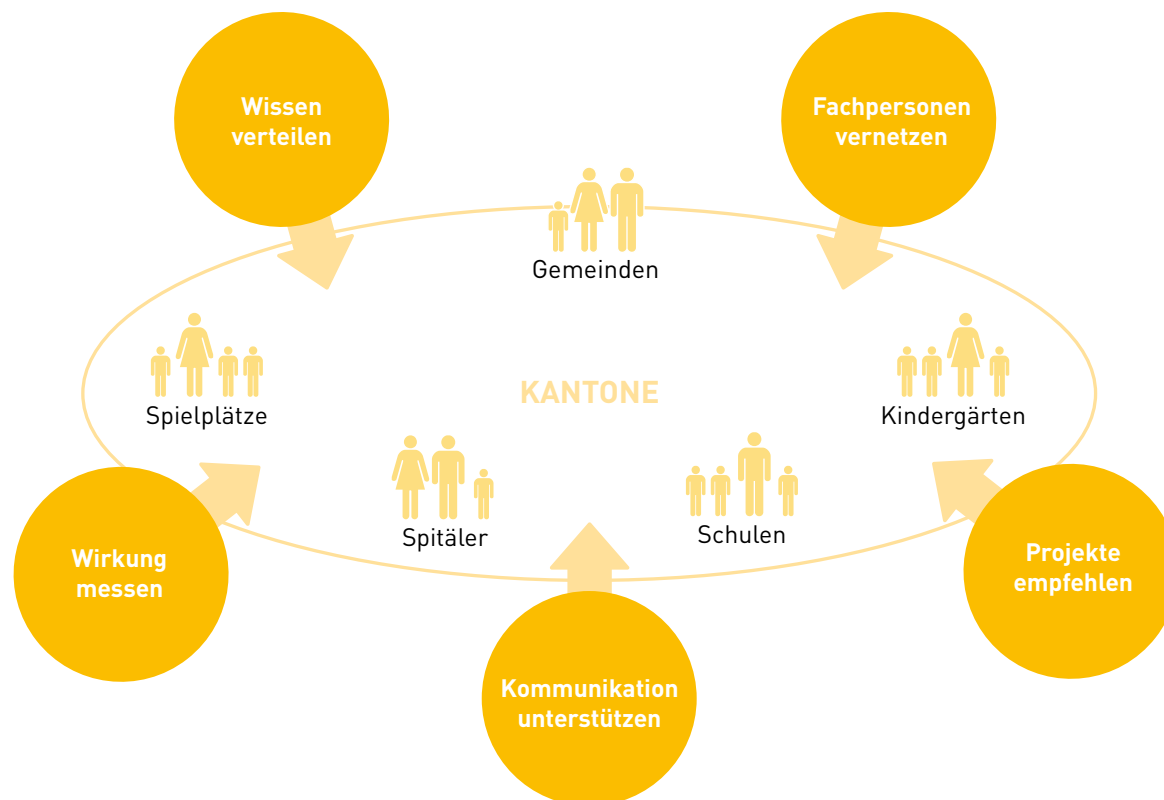 Wissen
verteilen
Fachpersonen
vernetzen
Gemeinden
Spielplätze
KANTONE
Kindergärten
Spitäler
Schulen
Wirkung
messen
Projekte
empfehlen
Kommunikation
unterstützen